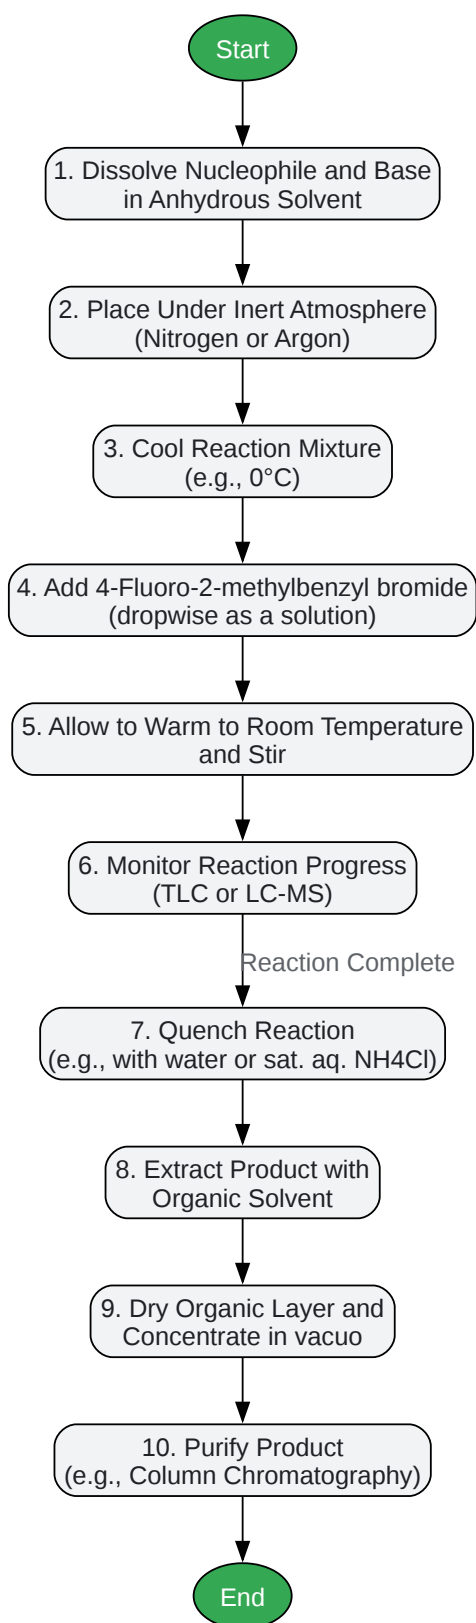 Start
1. Dissolve Nucleophile and Base
in Anhydrous Solvent
2. Place Under Inert Atmosphere
(Nitrogen or Argon)
3. Cool Reaction Mixture
(e.g., 0°C)
4. Add 4-Fluoro-2-methylbenzyl bromide
(dropwise as a solution)
5. Allow to Warm to Room Temperature
and Stir
6. Monitor Reaction Progress
(TLC or LC-MS)
Reaction Complete
7. Quench Reaction
(e.g., with water or sat. aq. NH4Cl)
8. Extract Product with
Organic Solvent
9. Dry Organic Layer and
Concentrate in vacuo
10. Purify Product
(e.g., Column Chromatography)
End